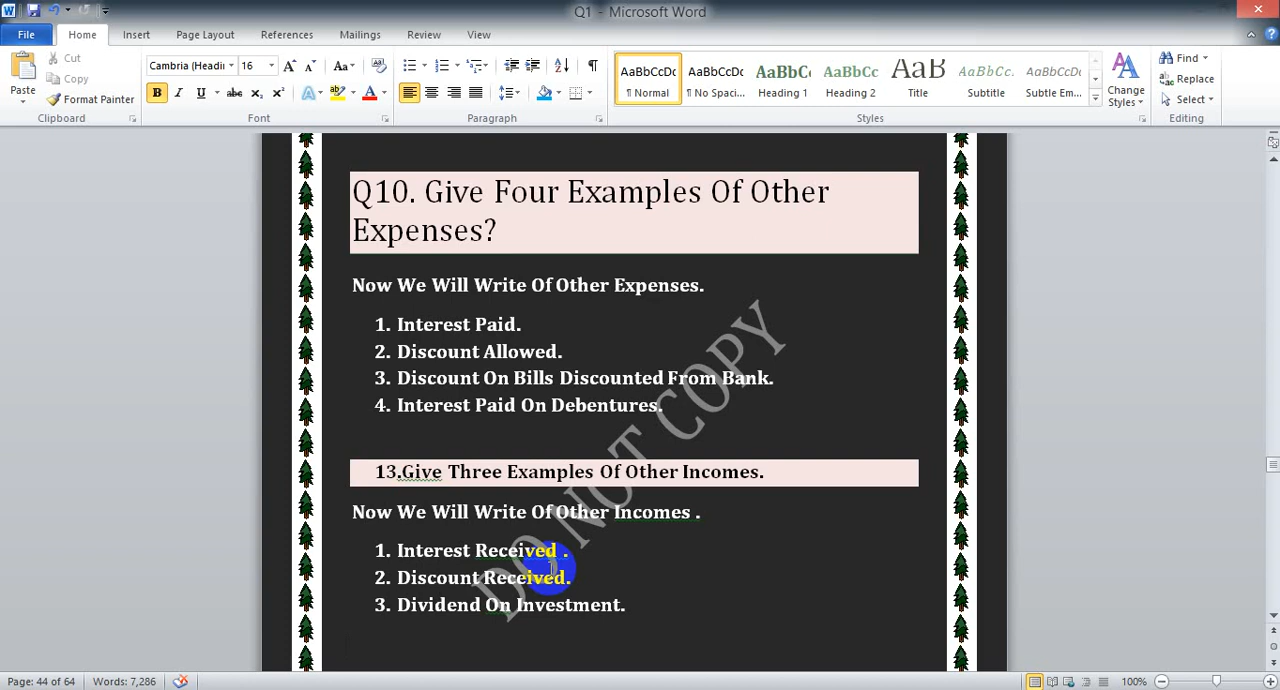 Q1 - Microsoft Word
File Home Insert Page Layout References Mailings Review View
Paste
Cut
Copy
Format Painter
Clipboard
Cambria (Headi 16
Font
Paragraph
AaBbCcDc AaBbCcDc AaBbC AaBbCc AaB AaBbCc. AaBbCcDc
¶ Normal ¶ No Spaci... Heading 1 Heading 2 Title Subtitle Subtle Em...
Styles
Change
Styles
Find
Replace
Select
Editing
Q10. Give Four Examples Of Other
Expenses?
Now We Will Write Of Other Expenses.
1. Interest Paid.
2. Discount Allowed.
3. Discount On Bills Discounted From Bank.
4. Interest Paid On Debentures.
13.Give Three Examples Of Other Incomes.
Now We Will Write Of Other Incomes .
1. Interest Received .
2. Discount Received.
3. Dividend On Investment.
DO NOT COPY
Page: 44 of 64 Words: 7,286 100%